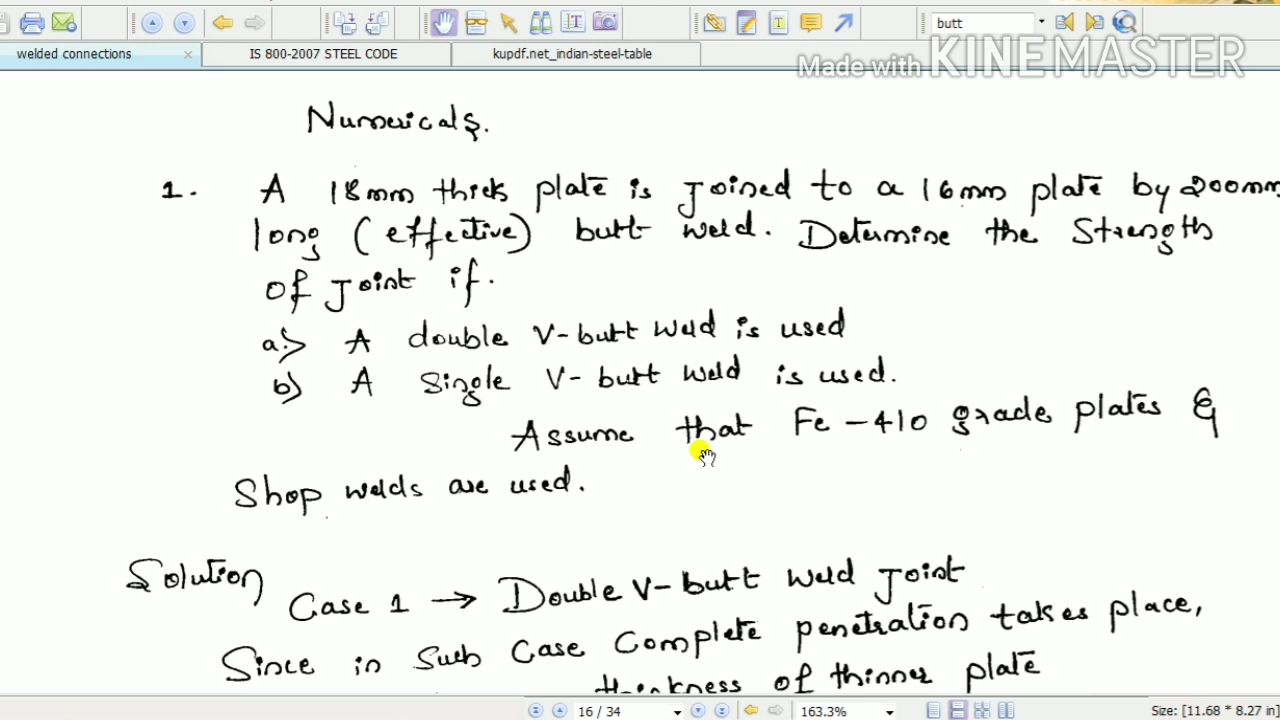 butt
welded connections × IS 800-2007 STEEL CODE kupdf.net_indian-steel-table
Made with KINEMASTER
Numericals.
1. A 18mm thick plate is joined to a 16mm plate by 200mm
long (effective) butt weld. Determine the Strength
of joint if.
a:> A double V-butt weld is used
b) A Single V-butt weld is used.
Assume that Fe-410 grade plates &
Shop welds are used.
Solution
Case 1 → Double V-butt weld joint
Since in such case complete penetration takes place,
thickness of thinner plate
16 / 34 163.3% Size: [11.68 * 8.27 in]